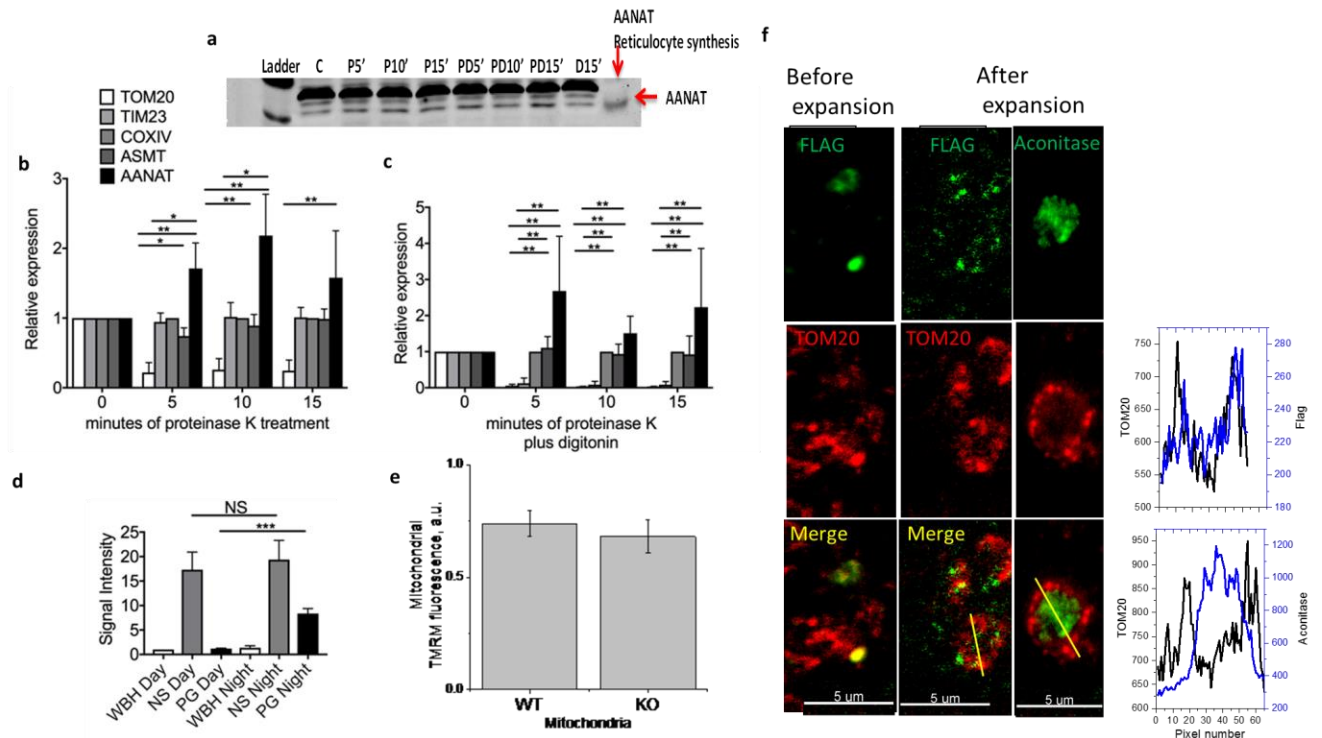 a
AANAT
Reticulocyte synthesis
Ladder C P5' P10' P15' PD5' PD10' PD15' D15'
AANAT
TOM20
TIM23
COXIV
ASMT
AANAT
b
Relative expression
3
2
1
0
* ** ** *
* ** **
**
0 5 10 15
minutes of proteinase K treatment
c
Relative expression
5
4
3
2
1
0
** ** ** **
** ** ** **
** ** ** **
0 5 10 15
minutes of proteinase K
plus digitonin
d
Signal Intensity
25
20
15
10
5
0
NS
***
WBH Day
NS Day
PG Day
WBH Night
NS Night
PG Night
e
Mitochondrial
TMRM fluorescence, a.u.
1.0
0.5
0.0
WT KO
Mitochondria
f
Before
expansion
After
expansion
FLAG FLAG Aconitase
TOM20 TOM20
Merge Merge
5 um 5 um
TOM20
750
700
650
600
550
500
280
260
240
220
200
180
Flag
TOM20
950
900
850
800
750
700
650
600
1200
1000
800
600
400
200
Aconitase
0 10 20 30 40 50 60
Pixel number